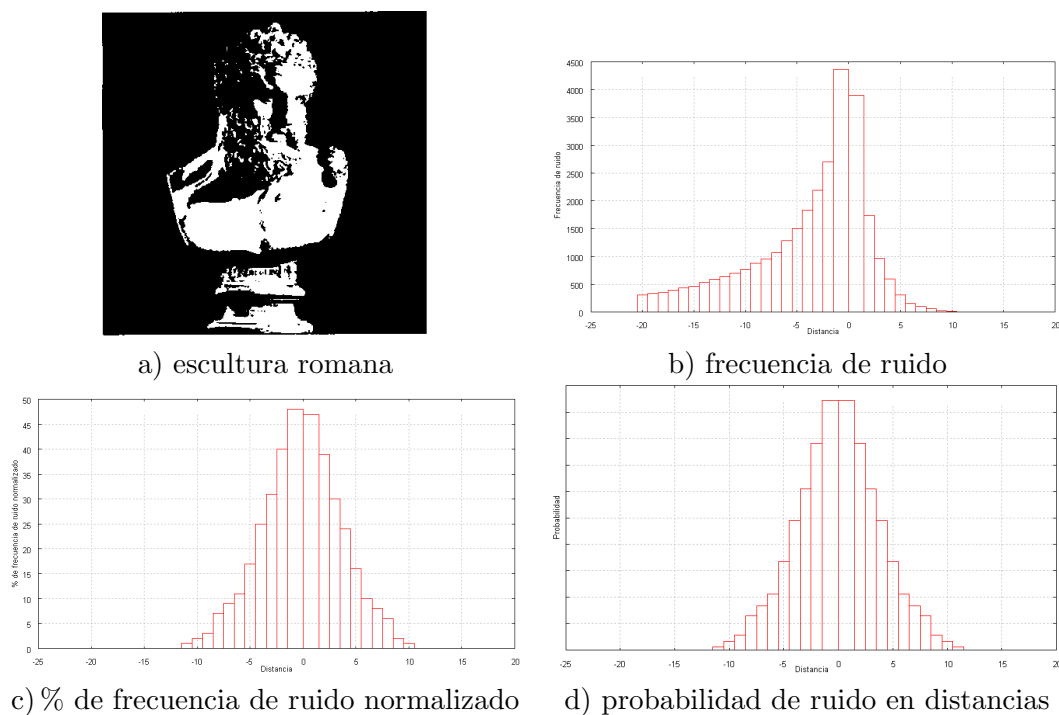 4500
4000
3500
3000
2500
2000
1500
1000
500
0
Frecuencia de ruido
-25 -20 -15 -10 -5 0 5 10 15 20
Distancia
a) escultura romana
b) frecuencia de ruido
50
45
40
35
30
25
20
15
10
5
0
% de frecuencia de ruido normalizado
-25 -20 -15 -10 -5 0 5 10 15 20
Distancia
Probabilidad
-25 -20 -15 -10 -5 0 5 10 15 20
Distancia
c) % de frecuencia de ruido normalizado
d) probabilidad de ruido en distancias